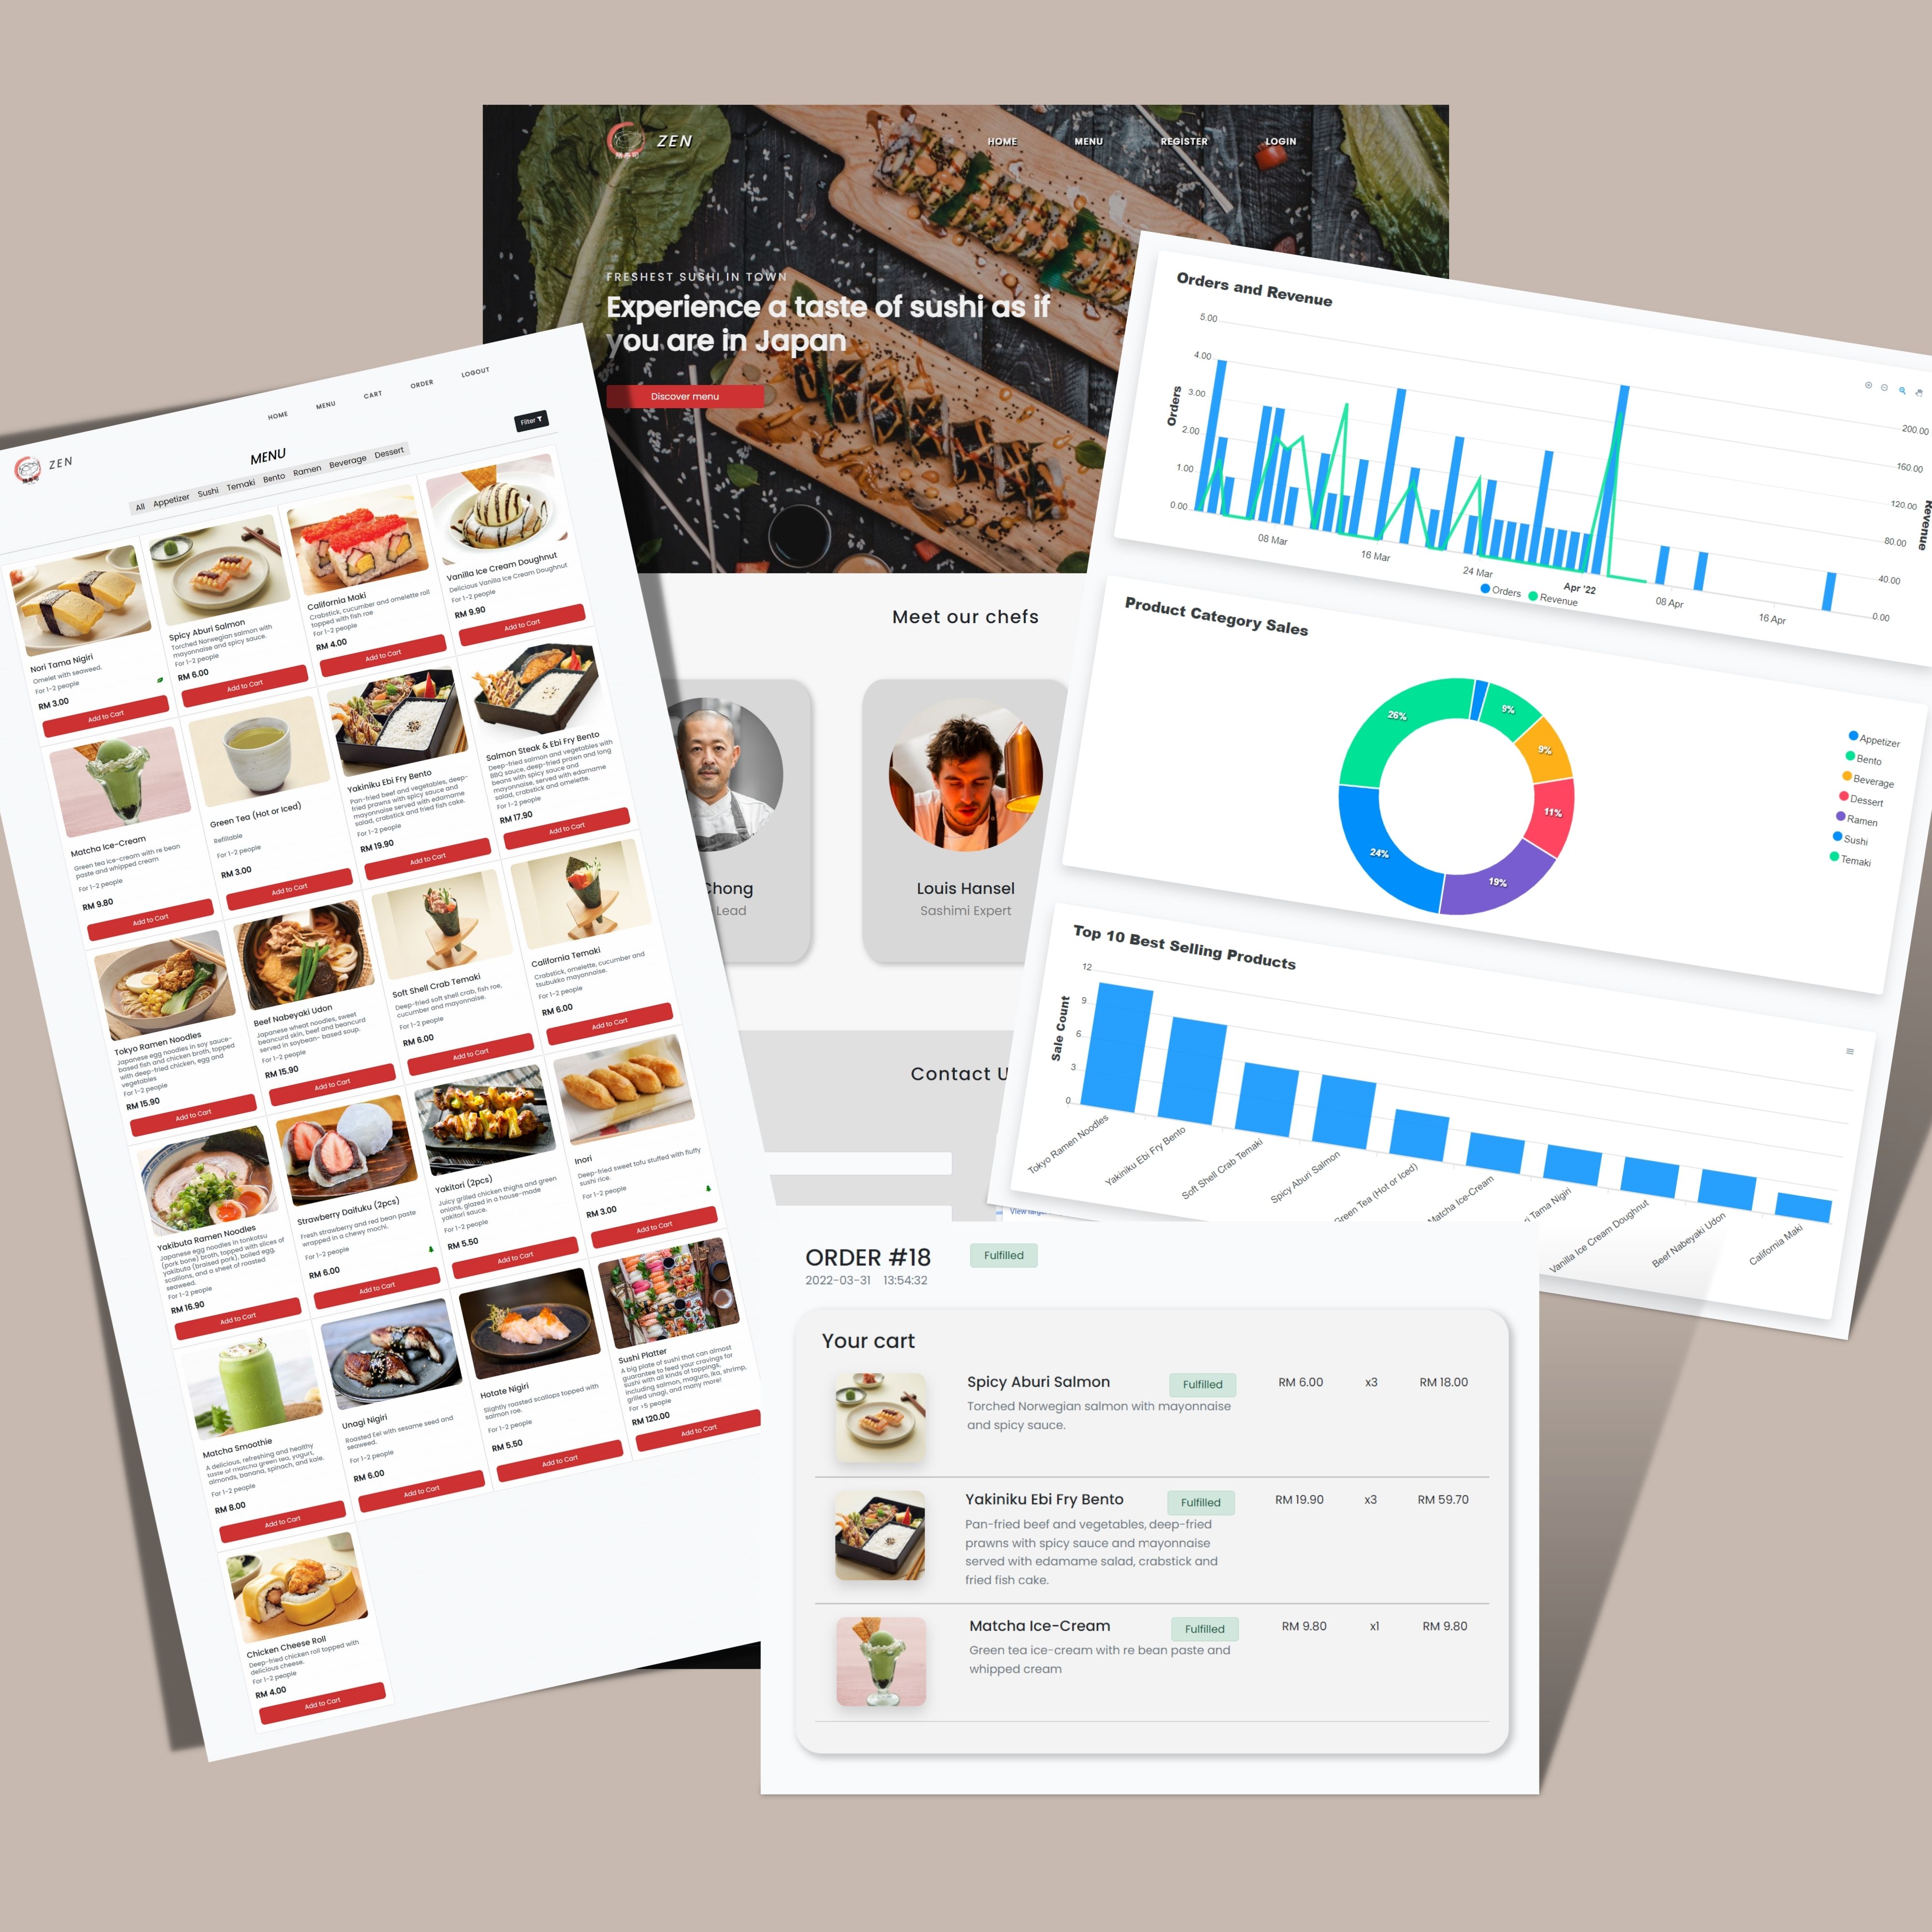 ZEN
HOME MENU REGISTER LOGIN
FRESHEST SUSHI IN TOWN
Experience a taste of sushi as if
you are in Japan
Discover menu
Meet our chefs
Chong
Lead
Louis Hansel
Sashimi Expert
Contact U
HOME MENU CART ORDER LOGOUT
ZEN
MENU
Filter
All Appetizer Sushi Temaki Bento Ramen Beverage Dessert
Nori Tama Nigiri
Omelet with seaweed.
For 1-2 people
RM 3.00
Add to Cart
Spicy Aburi Salmon
Torched Norwegian salmon with
mayonnaise and spicy sauce.
For 1-2 people
RM 6.00
Add to Cart
California Maki
Crabstick, cucumber and omelette roll
topped with fish roe
For 1-2 people
RM 4.00
Add to Cart
Vanilla Ice Cream Doughnut
Delicious Vanilla Ice Cream Doughnut
For 1-2 people
RM 9.90
Add to Cart
Matcha Ice-Cream
Green tea ice-cream with re bean
paste and whipped cream
For 1-2 people
RM 9.80
Add to Cart
Green Tea (Hot or Iced)
Refillable
For 1-2 people
RM 3.00
Add to Cart
Yakiniku Ebi Fry Bento
Pan-fried beef and vegetables, deep-
fried prawns with spicy sauce and
mayonnaise served with edamame
salad, crabstick and fried fish cake.
For 1-2 people
RM 19.90
Add to Cart
Salmon Steak & Ebi Fry Bento
Deep-fried salmon and vegetables with
BBQ sauce, deep-fried prawn and long
beans with spicy sauce and
mayonnaise, served with edamame
salad, crabstick and omelette.
For 1-2 people
RM 17.90
Add to Cart
Tokyo Ramen Noodles
Japanese egg noodles in soy sauce-
based fish and chicken broth, topped
with deep-fried chicken, egg and
vegetables
For 1-2 people
RM 15.90
Add to Cart
Beef Nabeyaki Udon
Japanese wheat noodles, sweet
beancurd skin, beef and beancurd
served in soybean- based soup.
For 1-2 people
RM 15.90
Add to Cart
Soft Shell Crab Temaki
Deep-fried soft shell crab, fish roe,
cucumber and mayonnaise.
For 1-2 people
RM 6.00
Add to Cart
California Temaki
Crabstick, omelette, cucumber and
tsubukko mayonnaise.
For 1-2 people
RM 6.00
Add to Cart
Yakibuta Ramen Noodles
Japanese egg noodles in tonkotsu
(pork bone) broth, topped with slices of
yakibuta (braised pork), boiled egg,
scallions, and a sheet of roasted
seaweed.
For 1-2 people
RM 16.90
Add to Cart
Strawberry Daifuku (2pcs)
Fresh strawberry and red bean paste
wrapped in a chewy mochi.
For 1-2 people
RM 6.00
Add to Cart
Yakitori (2pcs)
Juicy grilled chicken thighs and green
onions, glazed in a house-made
yakitori sauce.
For 1-2 people
RM 5.50
Add to Cart
Inori
Deep-fried sweet tofu stuffed with fluffy
sushi rice.
For 1-2 people
RM 3.00
Add to Cart
Matcha Smoothie
A delicious, refreshing and healthy
taste of matcha green tea, yogurt,
almonds, banana, spinach, and kale.
For 1-2 people
RM 8.00
Add to Cart
Unagi Nigiri
Roasted Eel with sesame seed and
seaweed.
For 1-2 people
RM 6.00
Add to Cart
Hotate Nigiri
Slightly roasted scallops topped with
salmon roe.
For 1-2 people
RM 5.50
Add to Cart
Sushi Platter
A big plate of sushi that can almost
guarantee to feed your cravings for
sushi with all kinds of toppings,
including salmon, maguro, ika, shrimp,
grilled unagi, and many more!
For >5 people
RM 120.00
Add to Cart
Chicken Cheese Roll
Deep-fried chicken roll topped with
delicious cheese.
For 1-2 people
RM 4.00
Add to Cart
Orders and Revenue
5.00
4.00
3.00
2.00
1.00
0.00
Orders
200.00
160.00
120.00
80.00
40.00
0.00
Revenue
08 Mar 16 Mar 24 Mar Apr '22 08 Apr 16 Apr
Orders Revenue
Product Category Sales
9%
9%
11%
19%
24%
26%
Appetizer
Bento
Beverage
Dessert
Ramen
Sushi
Temaki
Top 10 Best Selling Products
12
9
6
3
0
Sale Count
Tokyo Ramen Noodles
Yakiniku Ebi Fry Bento
Soft Shell Crab Temaki
Spicy Aburi Salmon
Green Tea (Hot or Iced)
Matcha Ice-Cream
ri Tama Nigiri
Vanilla Ice Cream Doughnut
Beef Nabeyaki Udon
California Maki
View larger
ORDER #18 Fulfilled
2022-03-31 13:54:32
Your cart
Spicy Aburi Salmon Fulfilled RM 6.00 x3 RM 18.00
Torched Norwegian salmon with mayonnaise
and spicy sauce.
Yakiniku Ebi Fry Bento Fulfilled RM 19.90 x3 RM 59.70
Pan-fried beef and vegetables, deep-fried
prawns with spicy sauce and mayonnaise
served with edamame salad, crabstick and
fried fish cake.
Matcha Ice-Cream Fulfilled RM 9.80 x1 RM 9.80
Green tea ice-cream with re bean paste and
whipped cream